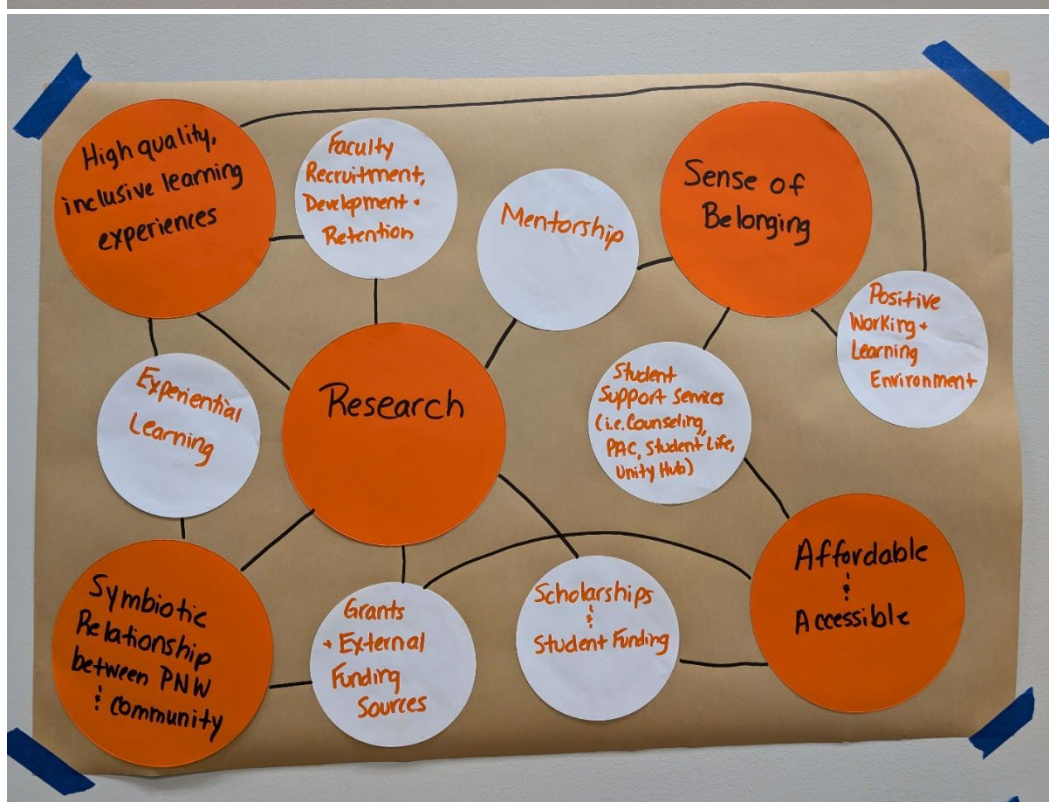 High quality,
inclusive learning
experiences
Faculty
Recruitment,
Development +
Retention
Mentorship
Sense of
Belonging
Positive
Working +
Learning
Environment
Experiential
Learning
Research
Student
Support Services
(i.e. Counseling,
PAC, Student Life,
Unity Hub)
Symbiotic
Relationship
between PNW
& community
Grants
+ External
Funding
Sources
Scholarships
&
Student Funding
Affordable
&
Accessible